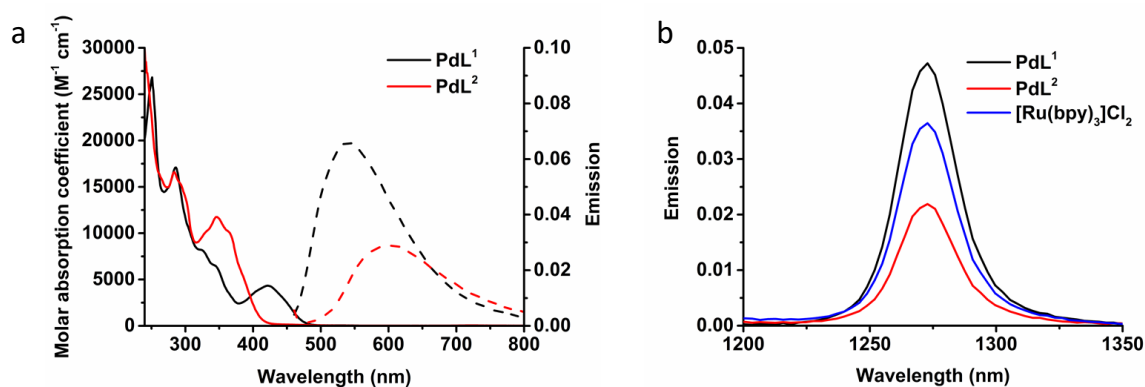 a
30000
25000
20000
15000
10000
5000
0
Molar absorption coefficient (M⁻¹ cm⁻¹)
PdL¹
PdL²
0.10
0.08
0.06
0.04
0.02
0.00
Emission
300 400 500 600 700 800
Wavelength (nm)
b
0.05
0.04
0.03
0.02
0.01
0.00
Emission
PdL¹
PdL²
[Ru(bpy)₃]Cl₂
1200 1250 1300 1350
Wavelength (nm)